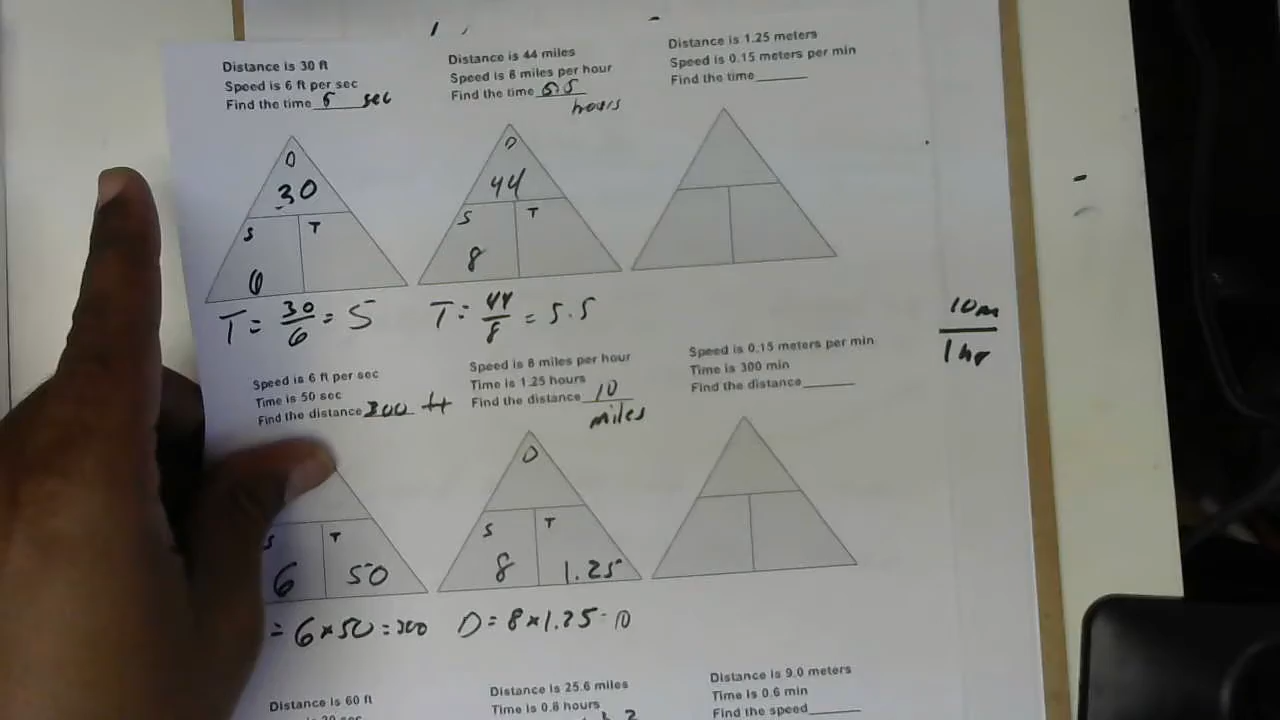 Distance is 30 ft
Speed is 6 ft per sec
Find the time 5 sec
D
30
S
T
6
T = 30/6 = 5
Distance is 44 miles
Speed is 8 miles per hour
Find the time 5.5
hours
D
44
S
T
8
T = 44/8 = 5.5
Distance is 1.25 meters
Speed is 0.15 meters per min
Find the time______
10m
1 hr
Speed is 6 ft per sec
Time is 50 sec
Find the distance 300 ft
S
T
6
50
= 6 × 50 = 300
Speed is 8 miles per hour
Time is 1.25 hours
Find the distance 10
miles
D
S
T
8
1.25
D = 8 × 1.25 = 10
Speed is 0.15 meters per min
Time is 300 min
Find the distance______
Distance is 60 ft
Distance is 25.6 miles
Time is 0.8 hours
Distance is 9.0 meters
Time is 0.6 min
Find the speed______